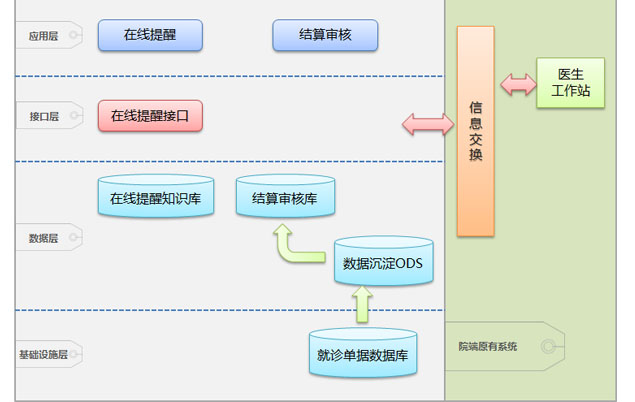 应用层
在线提醒
结算审核
接口层
在线提醒接口
信息交换
医生
工作站
在线提醒知识库
结算审核库
数据层
数据沉淀ODS
基础设施层
就诊单据数据库
院端原有系统